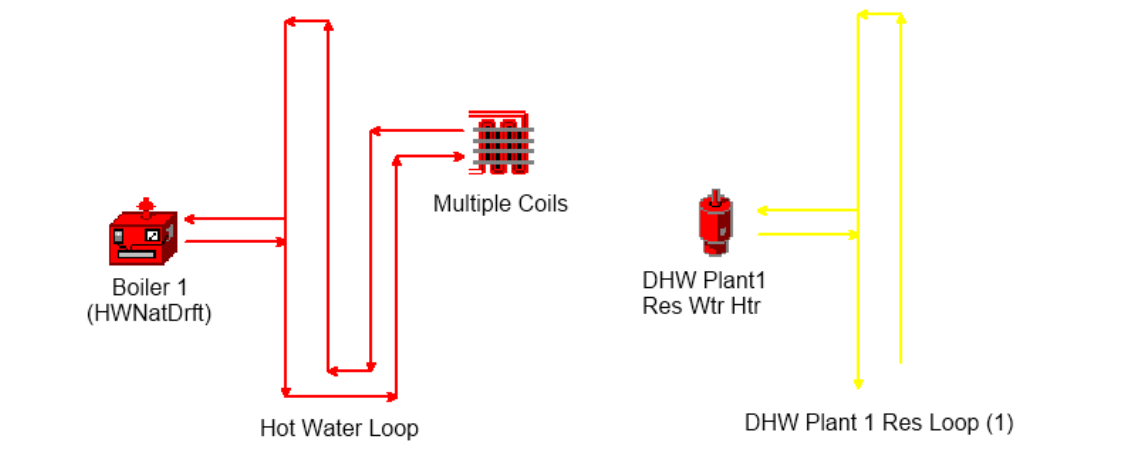 Multiple Coils
Boiler 1
(HWNatDrft)
Hot Water Loop
DHW Plant1
Res Wtr Htr
DHW Plant 1 Res Loop (1)